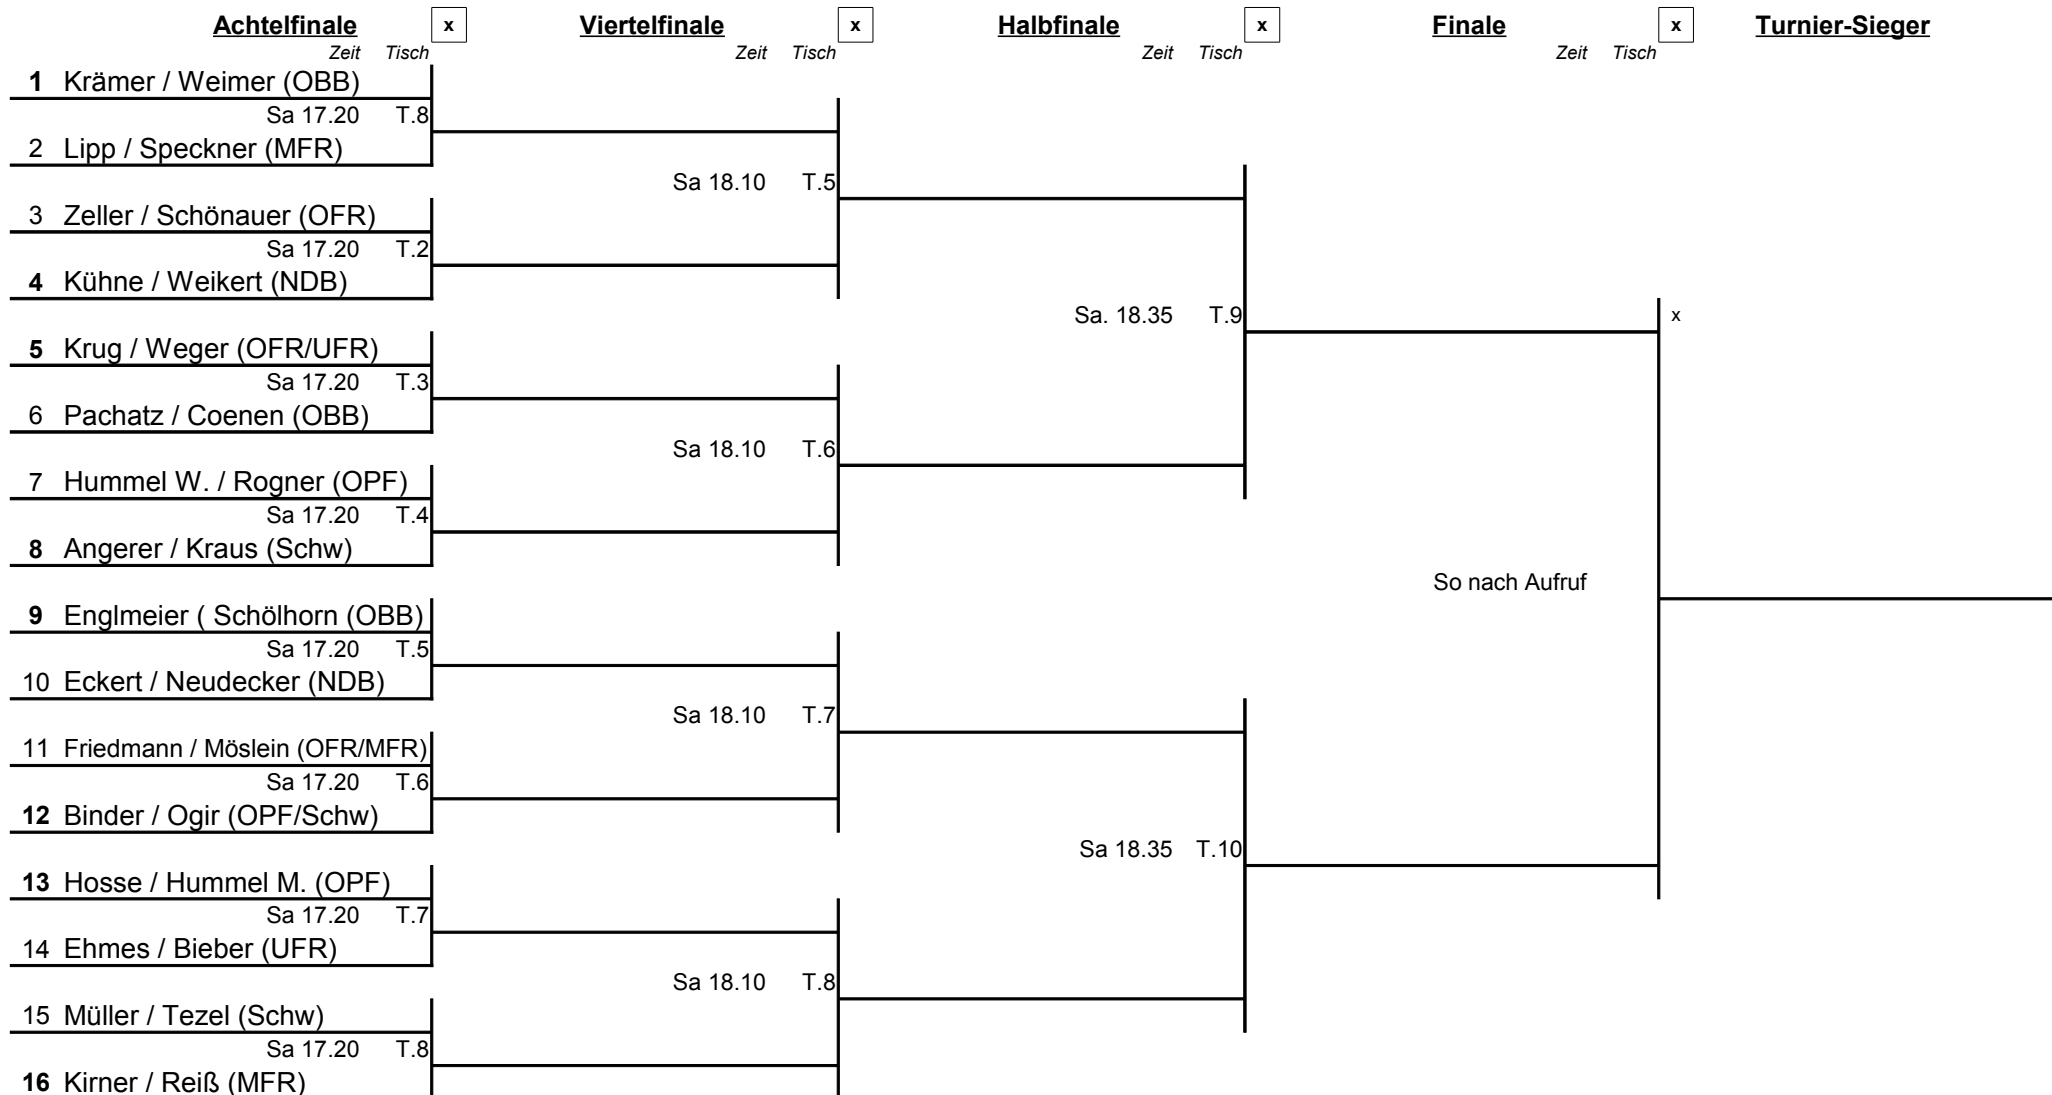 Achtelfinale x Viertelfinale x Halbfinale x Finale x Turnier-Sieger
Zeit Tisch Zeit Tisch Zeit Tisch Zeit Tisch
1 Krämer / Weimer (OBB)
Sa 17.20 T.8
2 Lipp / Speckner (MFR)
Sa 18.10 T.5
3 Zeller / Schönauer (OFR)
Sa 17.20 T.2
4 Kühne / Weikert (NDB)
Sa. 18.35 T.9 x
5 Krug / Weger (OFR/UFR)
Sa 17.20 T.3
6 Pachatz / Coenen (OBB)
Sa 18.10 T.6
7 Hummel W. / Rogner (OPF)
Sa 17.20 T.4
8 Angerer / Kraus (Schw)
So nach Aufruf
9 Englmeier ( Schölhorn (OBB)
Sa 17.20 T.5
10 Eckert / Neudecker (NDB)
Sa 18.10 T.7
11 Friedmann / Möslein (OFR/MFR)
Sa 17.20 T.6
12 Binder / Ogir (OPF/Schw)
Sa 18.35 T.10
13 Hosse / Hummel M. (OPF)
Sa 17.20 T.7
14 Ehmes / Bieber (UFR)
Sa 18.10 T.8
15 Müller / Tezel (Schw)
Sa 17.20 T.8
16 Kirner / Reiß (MFR)